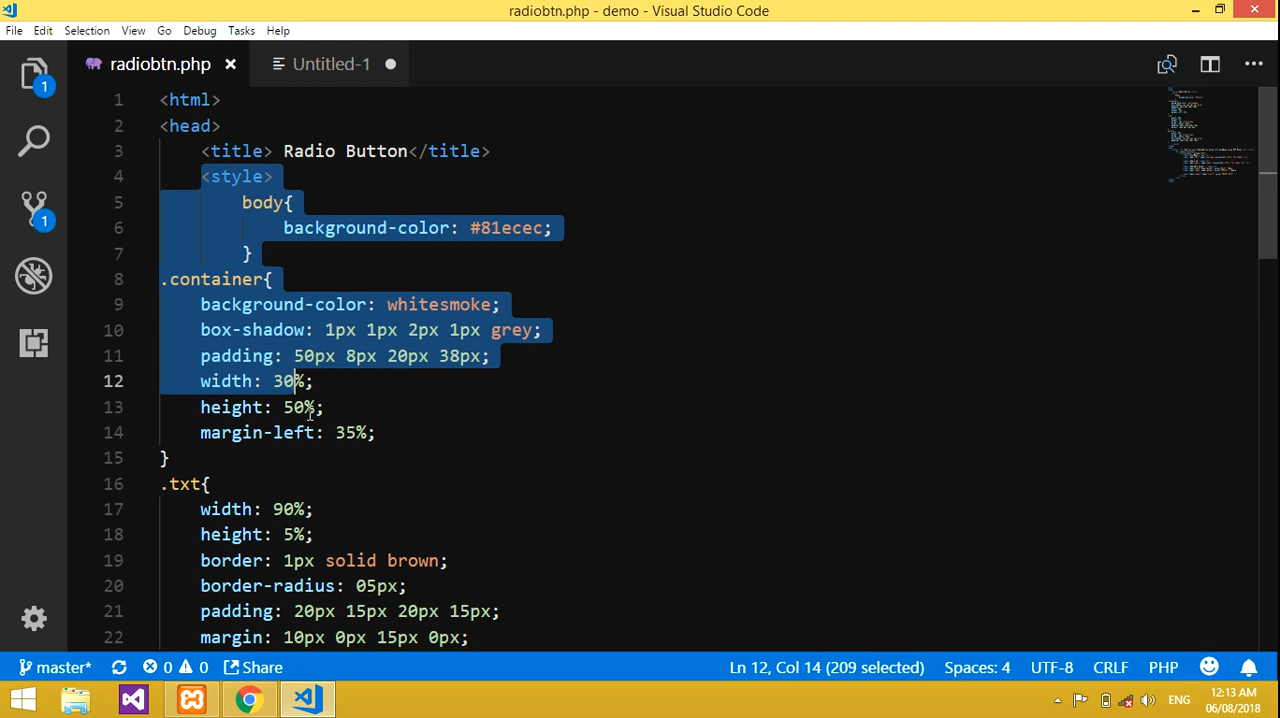 radiobtn.php - demo - Visual Studio Code
File Edit Selection View Go Debug Tasks Help
radiobtn.php Untitled-1
1
1
1 <html>
2 <head>
3 <title> Radio Button</title>
4 <style>
5 body{
6 background-color: #81ecec;
7 }
8 .container{
9 background-color: whitesmoke;
10 box-shadow: 1px 1px 2px 1px grey;
11 padding: 50px 8px 20px 38px;
12 width: 30%;
13 height: 50%;
14 margin-left: 35%;
15 }
16 .txt{
17 width: 90%;
18 height: 5%;
19 border: 1px solid brown;
20 border-radius: 05px;
21 padding: 20px 15px 20px 15px;
22 margin: 10px 0px 15px 0px;
master* 0 0 Share Ln 12, Col 14 (209 selected) Spaces: 4 UTF-8 CRLF PHP
ENG 12:13 AM
06/08/2018